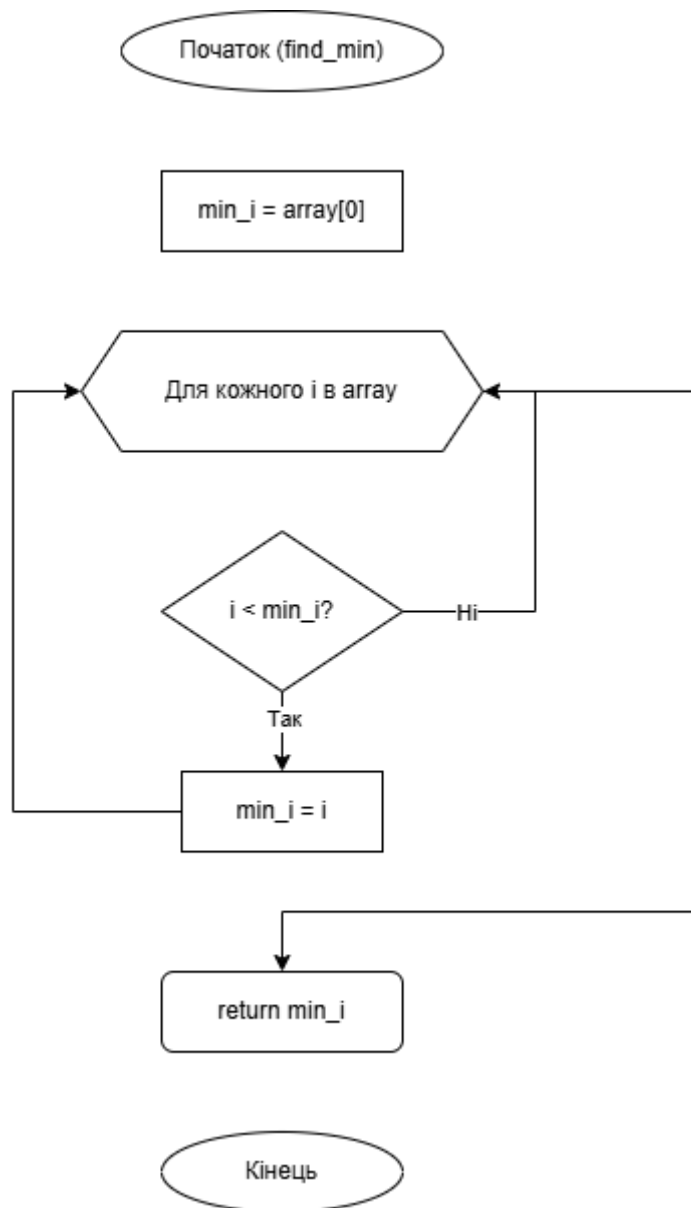 Початок (find_min)
min_i = array[0]
Для кожного i в array
i < min_i?
Ні
Так
min_i = i
return min_i
Кінець